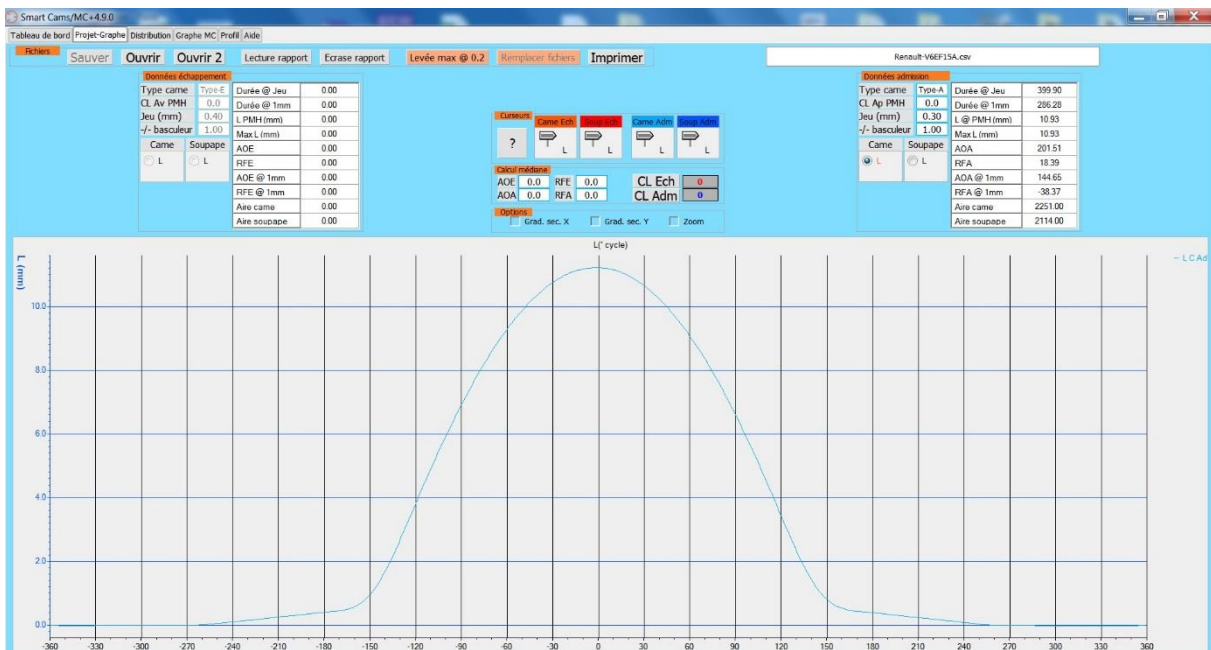 Smart Cams/MC+4.9.0
Tableau de bord Projet-Graphe Distribution Graphe MC Profil Aide
Fichiers Sauver Ouvrir Ouvrir 2 Lecture rapport Ecrase rapport Levée max @ 0.2 Remplacer fichiers Imprimer Renault-V6EF15A.csv
Données échappement
Type came Type-E Durée @ Jeu 0.00
CL Av PMH 0.0 Durée @ 1mm 0.00
Jeu (mm) 0.40 L PMH (mm) 0.00
-/- basculeur 1.00 Max L (mm) 0.00
Came Soupape AOE 0.00
L L RFE 0.00
AOE @ 1mm 0.00
RFE @ 1mm 0.00
Aire came 0.00
Aire soupape 0.00
Curseurs Came Ech Soup Ech Came Adm Soup Adm
? L L L L
Calcul médiane
AOE 0.0 RFE 0.0 CL Ech 0
AOA 0.0 RFA 0.0 CL Adm 0
Options
Grad. sec. X Grad. sec. Y Zoom
Données admission
Type came Type-A Durée @ Jeu 399.90
CL Ap PMH 0.0 Durée @ 1mm 286.28
Jeu (mm) 0.30 L @ PMH (mm) 10.93
-/- basculeur 1.00 Max L (mm) 10.93
Came Soupape AOA 201.51
L L RFA 18.39
AOA @ 1mm 144.65
RFA @ 1mm -38.37
Aire came 2251.00
Aire soupape 2114.00
L(° cycle)
L (mm)
– L C Ad
10.0
8.0
6.0
4.0
2.0
0.0
-360 -330 -300 -270 -240 -210 -180 -150 -120 -90 -60 -30 0 30 60 90 120 150 180 210 240 270 300 330 360